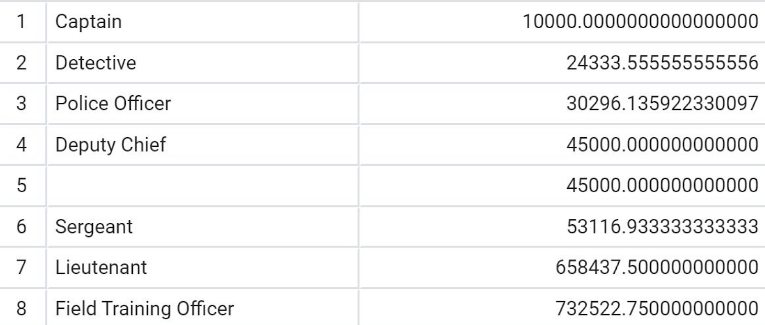 1 Captain 10000.0000000000000000
2 Detective 24333.555555555556
3 Police Officer 30296.135922330097
4 Deputy Chief 45000.000000000000
5 45000.000000000000
6 Sergeant 53116.933333333333
7 Lieutenant 658437.500000000000
8 Field Training Officer 732522.750000000000